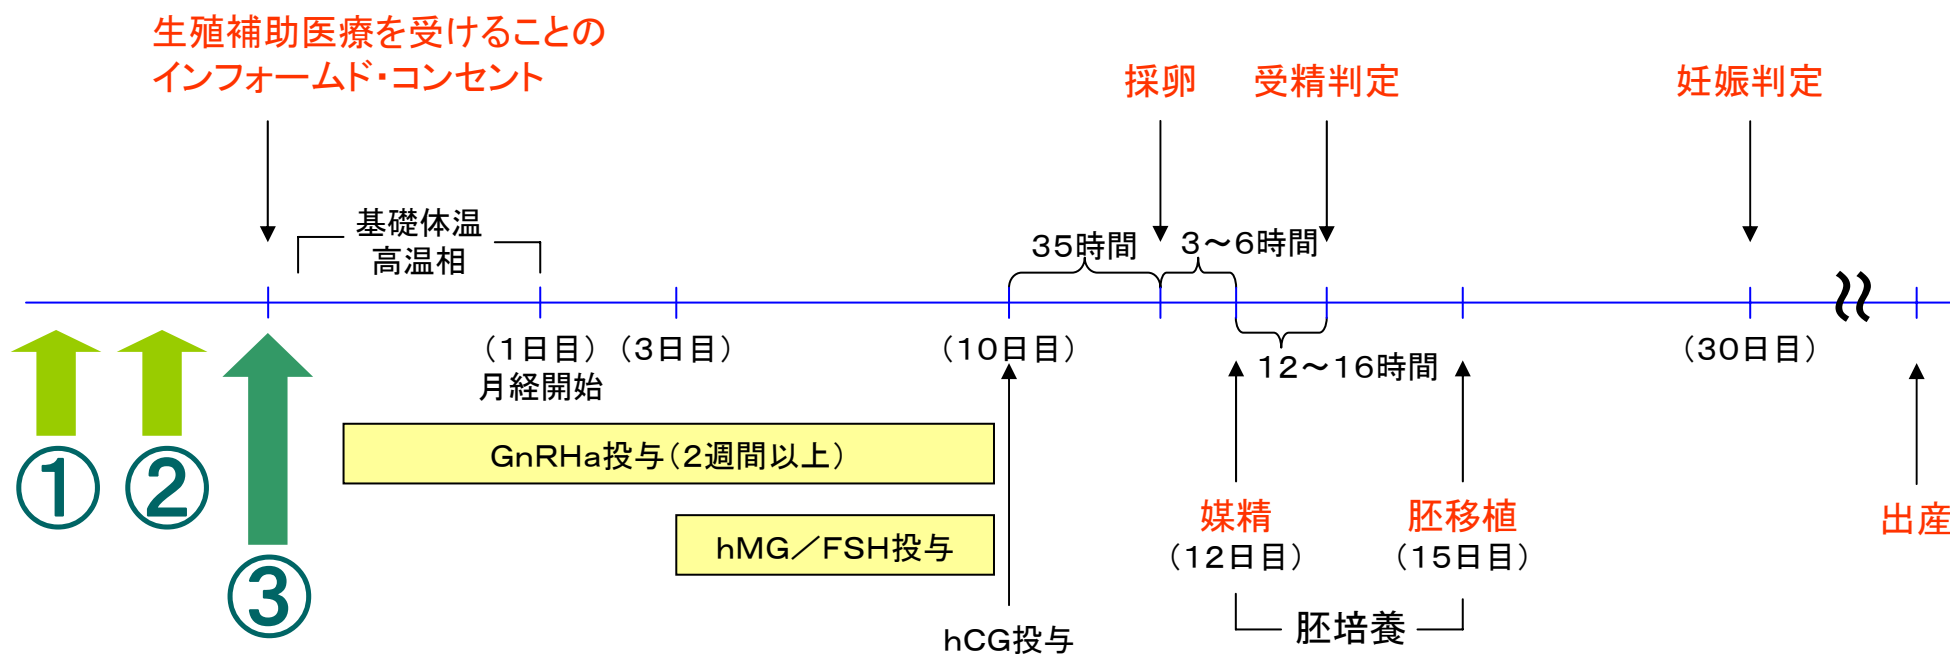 生殖補助医療を受けることの
インフォームド・コンセント
採卵
受精判定
妊娠判定
基礎体温
高温相
35時間
3~6時間
(1日目)
月経開始
(3日目)
(10日目)
12~16時間
(30日目)
①
②
③
GnRHa投与(2週間以上)
hMG/FSH投与
hCG投与
媒精
(12日目)
胚移植
(15日目)
胚培養
出産